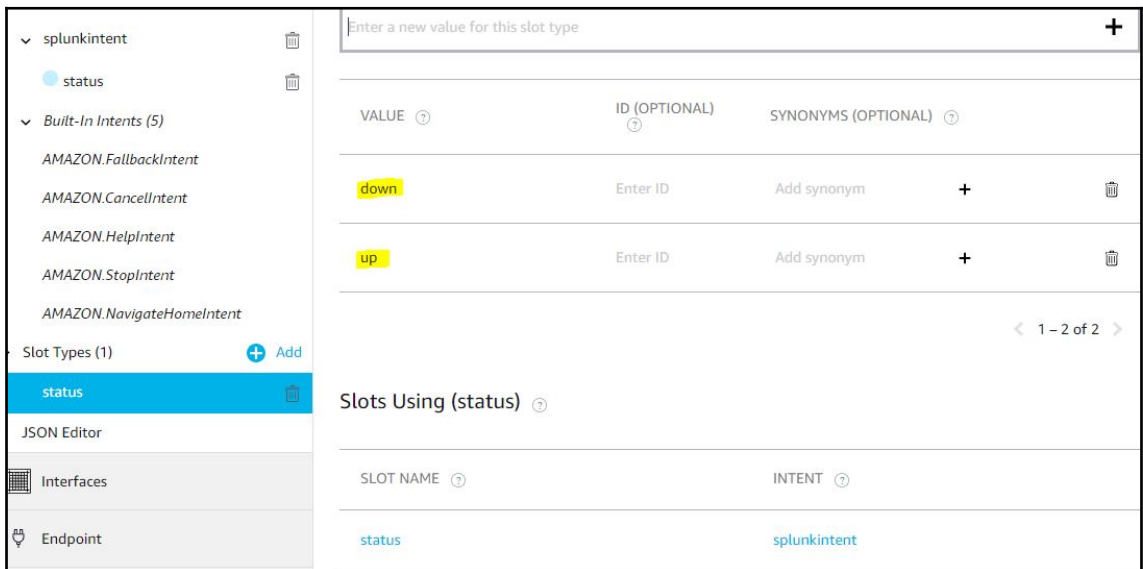 splunkintent
status
Built-In Intents (5)
AMAZON.FallbackIntent
AMAZON.CancelIntent
AMAZON.HelpIntent
AMAZON.StopIntent
AMAZON.NavigateHomeIntent
Slot Types (1) Add
status
JSON Editor
Interfaces
Endpoint
Enter a new value for this slot type
VALUE ID (OPTIONAL) SYNONYMS (OPTIONAL)
down Enter ID Add synonym
up Enter ID Add synonym
1 – 2 of 2
Slots Using (status)
SLOT NAME INTENT
status splunkintent